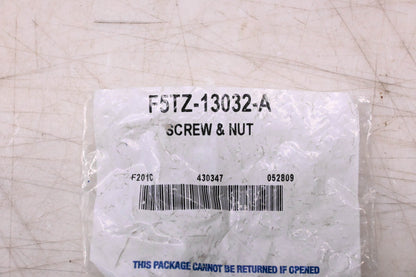 F5TZ-13032-A
SCREW & NUT
F201C 430347 052809
THIS PACKAGE CANNOT BE RETURNED IF OPENED